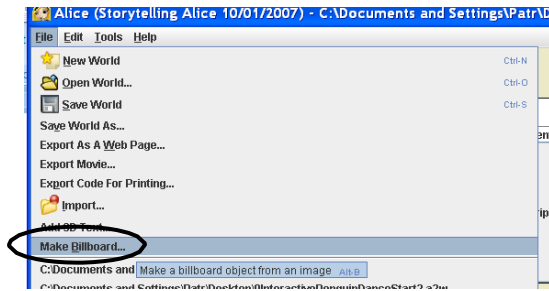 Alice (Storytelling Alice 10/01/2007) - C:\Documents and Settings\Patr\D
File Edit Tools Help
New World Ctrl-N
Open World... Ctrl-O
Save World Ctrl-S
Save World As...
Export As A Web Page...
Export Movie...
Export Code For Printing...
Import...
Add 3D Text...
Make Billboard...
C:\Documents and Make a billboard object from an image Alt-B
C:\Documents and Settings\Patr\Desktop\0InteractivePenguinDanceStart2.a2w